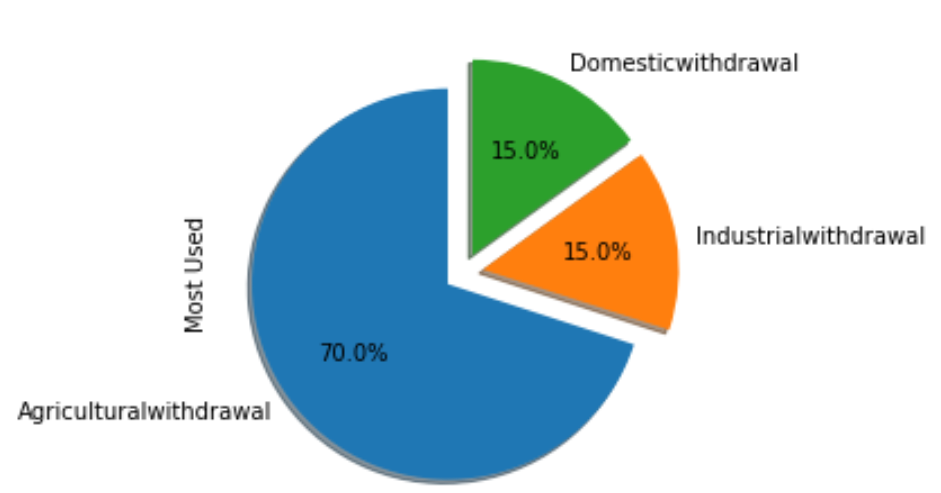 Domesticwithdrawal
15.0%
Industrialwithdrawal
15.0%
Most Used
70.0%
Agriculturalwithdrawal